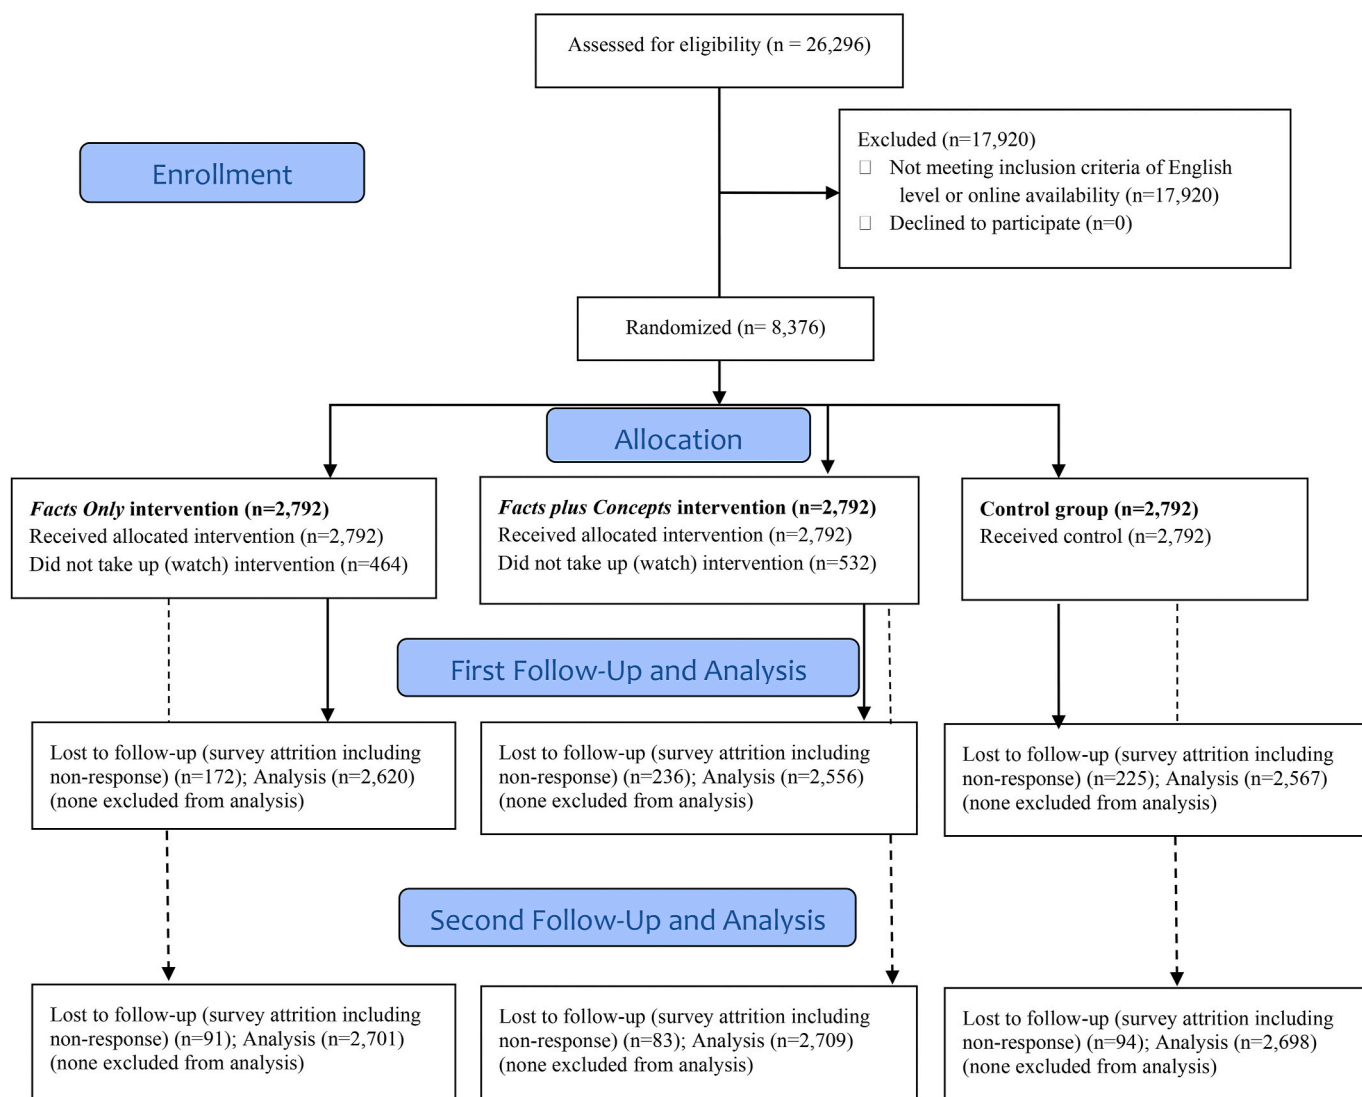 Assessed for eligibility (n = 26,296)
Excluded (n=17,920)
Not meeting inclusion criteria of English
level or online availability (n=17,920)
Declined to participate (n=0)
Enrollment
Randomized (n= 8,376)
Allocation
Facts Only intervention (n=2,792)
Received allocated intervention (n=2,792)
Did not take up (watch) intervention (n=464)
Facts plus Concepts intervention (n=2,792)
Received allocated intervention (n=2,792)
Did not take up (watch) intervention (n=532)
Control group (n=2,792)
Received control (n=2,792)
First Follow-Up and Analysis
Lost to follow-up (survey attrition including
non-response) (n=172); Analysis (n=2,620)
(none excluded from analysis)
Lost to follow-up (survey attrition including
non-response) (n=236); Analysis (n=2,556)
(none excluded from analysis)
Lost to follow-up (survey attrition including
non-response) (n=225); Analysis (n=2,567)
(none excluded from analysis)
Second Follow-Up and Analysis
Lost to follow-up (survey attrition including
non-response) (n=91); Analysis (n=2,701)
(none excluded from analysis)
Lost to follow-up (survey attrition including
non-response) (n=83); Analysis (n=2,709)
(none excluded from analysis)
Lost to follow-up (survey attrition including
non-response) (n=94); Analysis (n=2,698)
(none excluded from analysis)